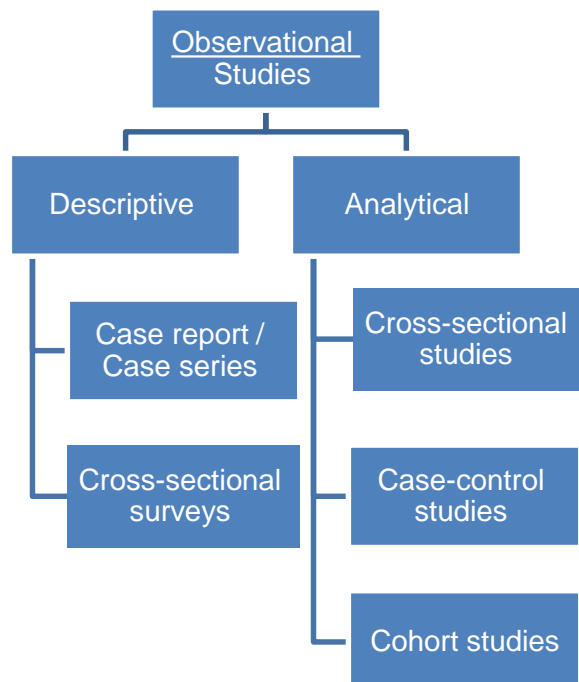 Observational
Studies
Descriptive
Analytical
Case report /
Case series
Cross-sectional
surveys
Cross-sectional
studies
Case-control
studies
Cohort studies